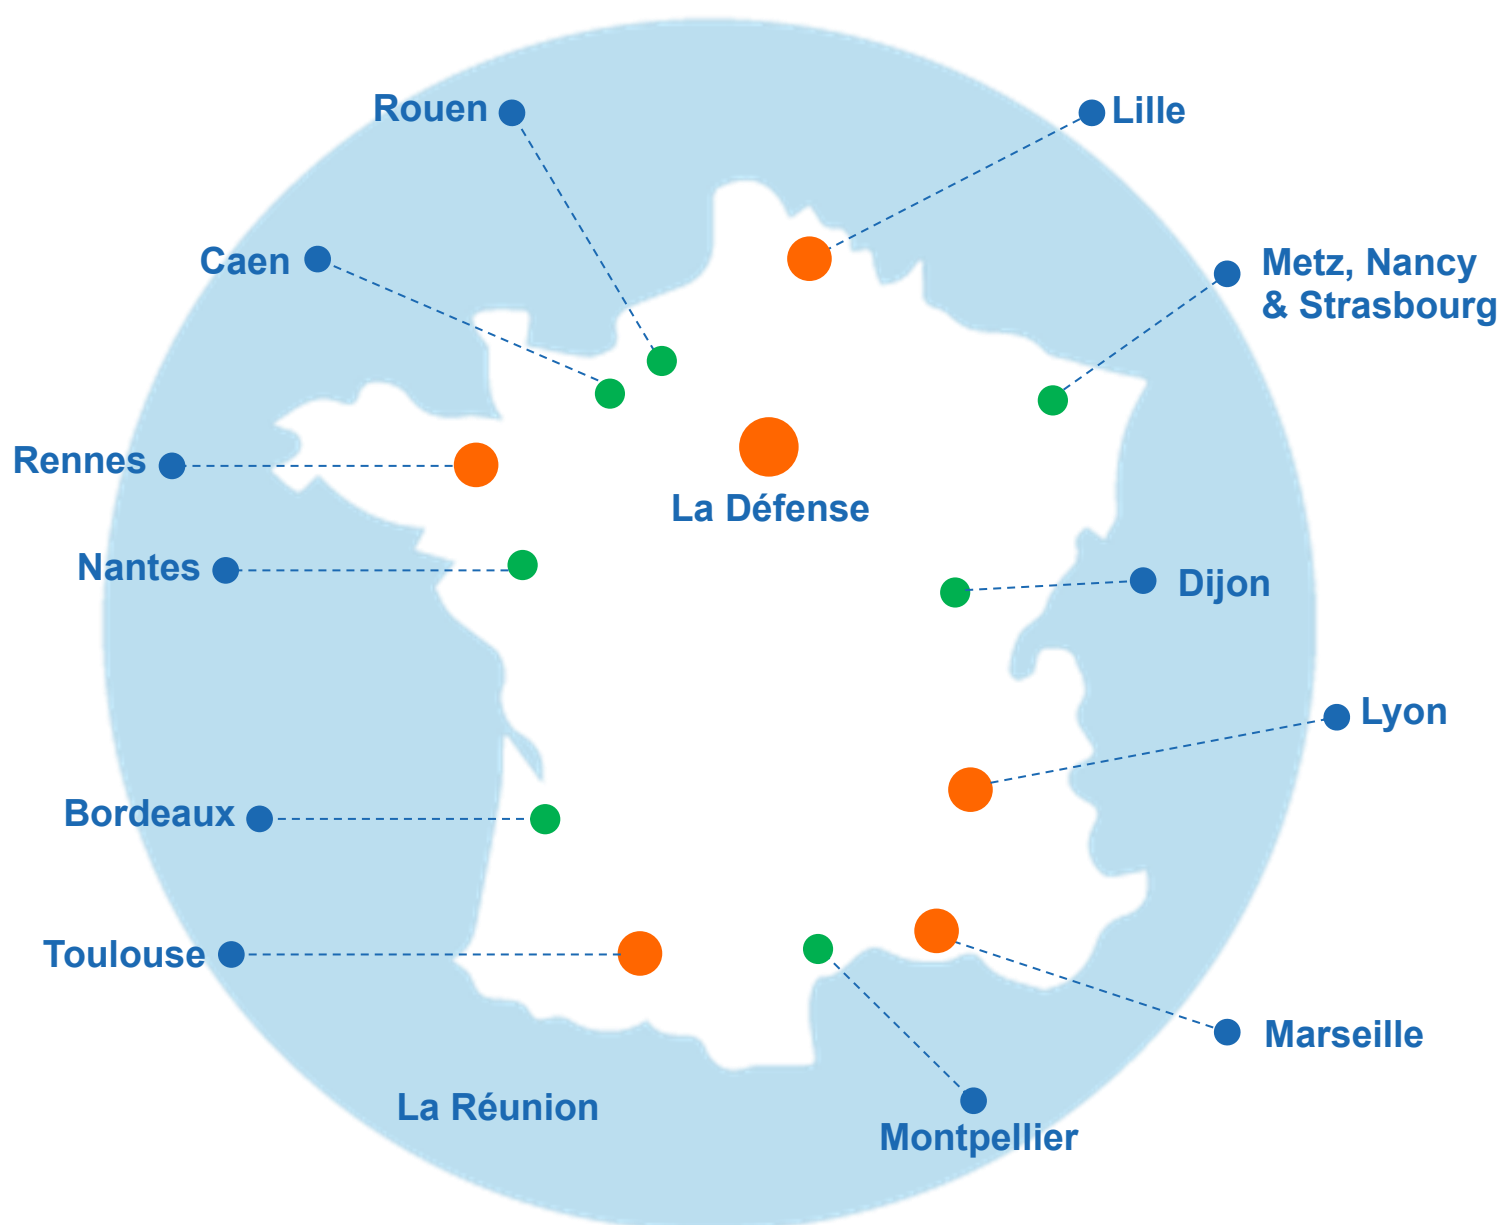 Rouen
Lille
Caen
Metz, Nancy
& Strasbourg
Rennes
La Défense
Nantes
Dijon
Lyon
Bordeaux
Toulouse
Marseille
La Réunion
Montpellier